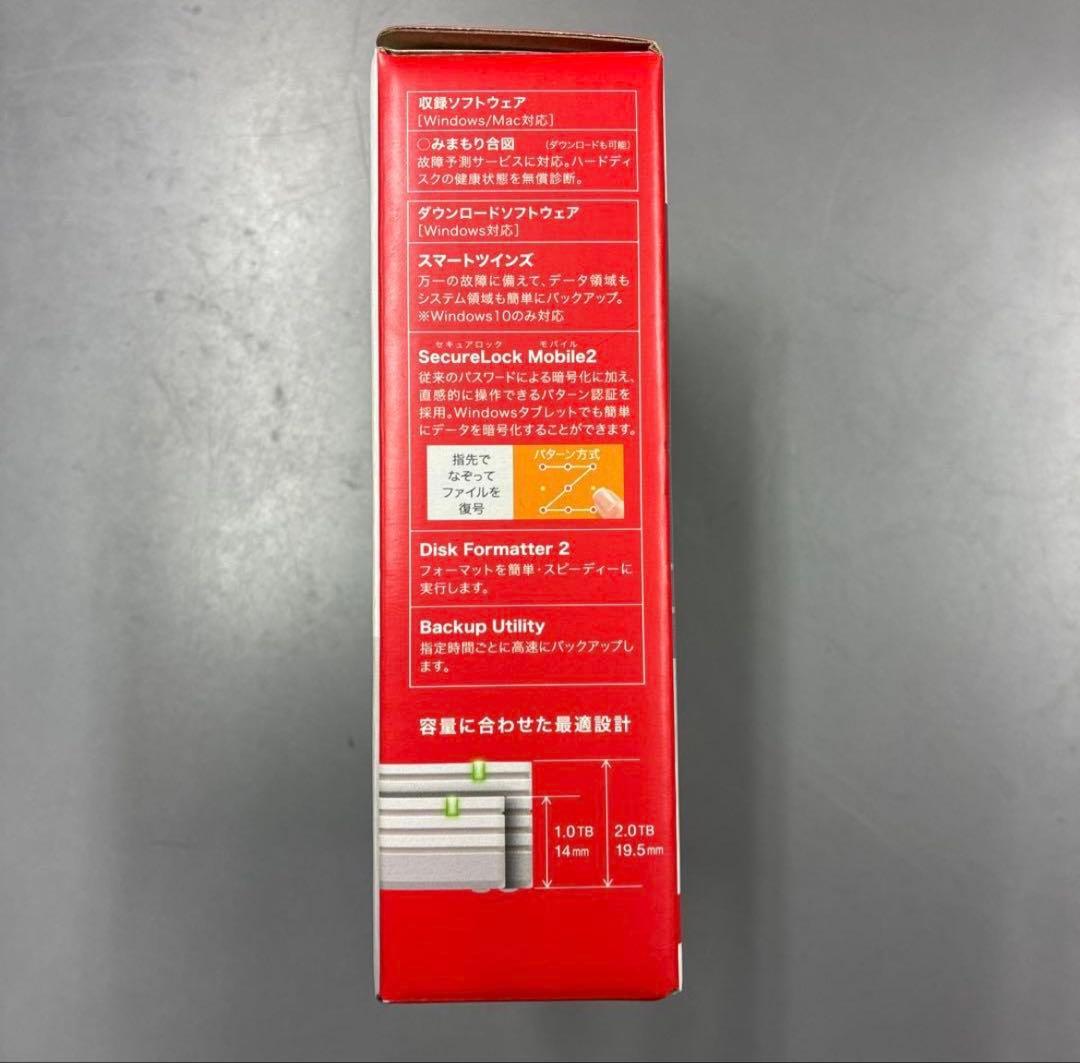 収録ソフトウェア
[Windows/Mac対応]
○みまもり合図 (ダウンロードも可能)
故障予測サービスに対応。ハードディ
スクの健康状態を無償診断。
ダウンロードソフトウェア
[Windows対応]
スマートツインズ
万一の故障に備えて、データ領域も
システム領域も簡単にバックアップ。
※Windows10のみ対応
セキュアロック モバイル
SecureLock Mobile2
従来のパスワードによる暗号化に加え、
直感的に操作できるパターン認証を
採用。Windowsタブレットでも簡単
にデータを暗号化することができます。
指先で
なぞって
ファイルを
復号
パターン方式
Disk Formatter 2
フォーマットを簡単・スピーディーに
実行します。
Backup Utility
指定時間ごとに高速にバックアップし
ます。
容量に合わせた最適設計
1.0TB
14mm
2.0TB
19.5mm